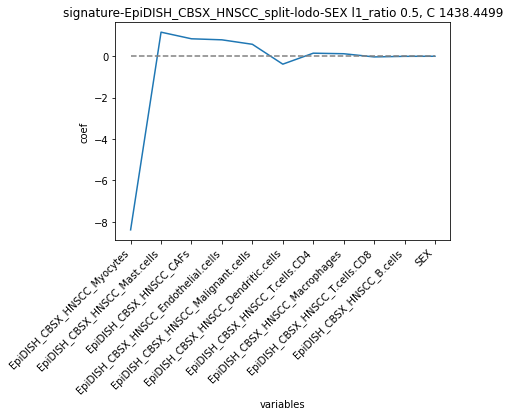 signature-EpiDISH_CBSX_HNSCC_split-lodo-SEX l1_ratio 0.5, C 1438.4499
coef
0
−2
−4
−6
−8
EpiDISH_CBSX_HNSCC_Myocytes
EpiDISH_CBSX_HNSCC_Mast.cells
EpiDISH_CBSX_HNSCC_CAFs
EpiDISH_CBSX_HNSCC_Endothelial.cells
EpiDISH_CBSX_HNSCC_Malignant.cells
EpiDISH_CBSX_HNSCC_Dendritic.cells
EpiDISH_CBSX_HNSCC_T.cells.CD4
EpiDISH_CBSX_HNSCC_Macrophages
EpiDISH_CBSX_HNSCC_T.cells.CD8
EpiDISH_CBSX_HNSCC_B.cells
SEX
variables